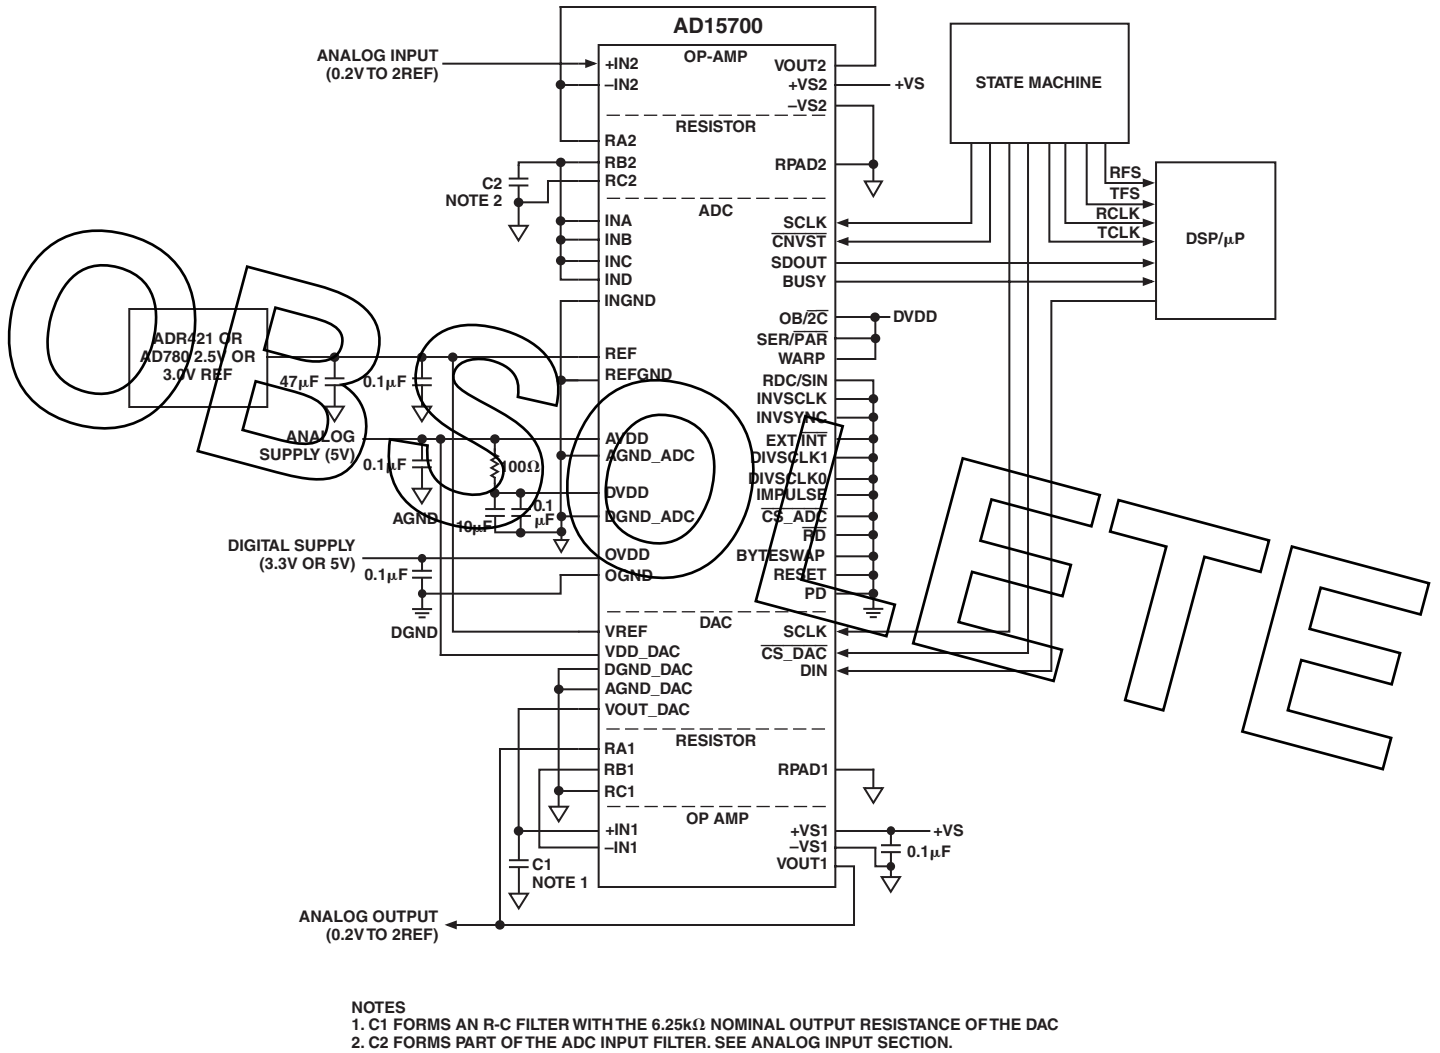 AD15700
ANALOG INPUT
(0.2V TO 2REF)
+IN2
–IN2
OP-AMP
VOUT2
+VS2
+VS
–VS2
RESISTOR
RA2
RB2
RC2
RPAD2
C2
NOTE 2
ADC
INA
INB
INC
IND
INGND
SCLK
CNVST
SDOUT
BUSY
OB/2C
DVDD
SER/PAR
WARP
STATE MACHINE
RFS
TFS
RCLK
TCLK
DSP/μP
ADR421 OR
AD780 2.5V OR
3.0V REF
47μF
0.1μF
REF
REFGND
RDC/SIN
INVSCLK
INVSYNC
EXT/INT
DIVSCLK1
DIVSCLK0
IMPULSE
CS_ADC
RD
BYTESWAP
RESET
PD
ANALOG
SUPPLY (5V)
0.1μF
100Ω
AVDD
AGND_ADC
DVDD
DGND_ADC
AGND
10μF
0.1
μF
DIGITAL SUPPLY
(3.3V OR 5V)
0.1μF
OVDD
OGND
DGND
DAC
VREF
VDD_DAC
DGND_DAC
AGND_DAC
VOUT_DAC
SCLK
CS_DAC
DIN
RESISTOR
RA1
RB1
RC1
RPAD1
OP AMP
+IN1
–IN1
+VS1
+VS
–VS1
0.1μF
VOUT1
C1
NOTE 1
ANALOG OUTPUT
(0.2V TO 2REF)
OBSOLETE
NOTES
1. C1 FORMS AN R-C FILTER WITH THE 6.25kΩ NOMINAL OUTPUT RESISTANCE OF THE DAC
2. C2 FORMS PART OF THE ADC INPUT FILTER. SEE ANALOG INPUT SECTION.